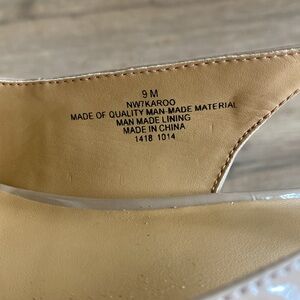 9 M
NW7KAROO
MADE OF QUALITY MAN-MADE MATERIAL
MAN MADE LINING
MADE IN CHINA
1418 1014